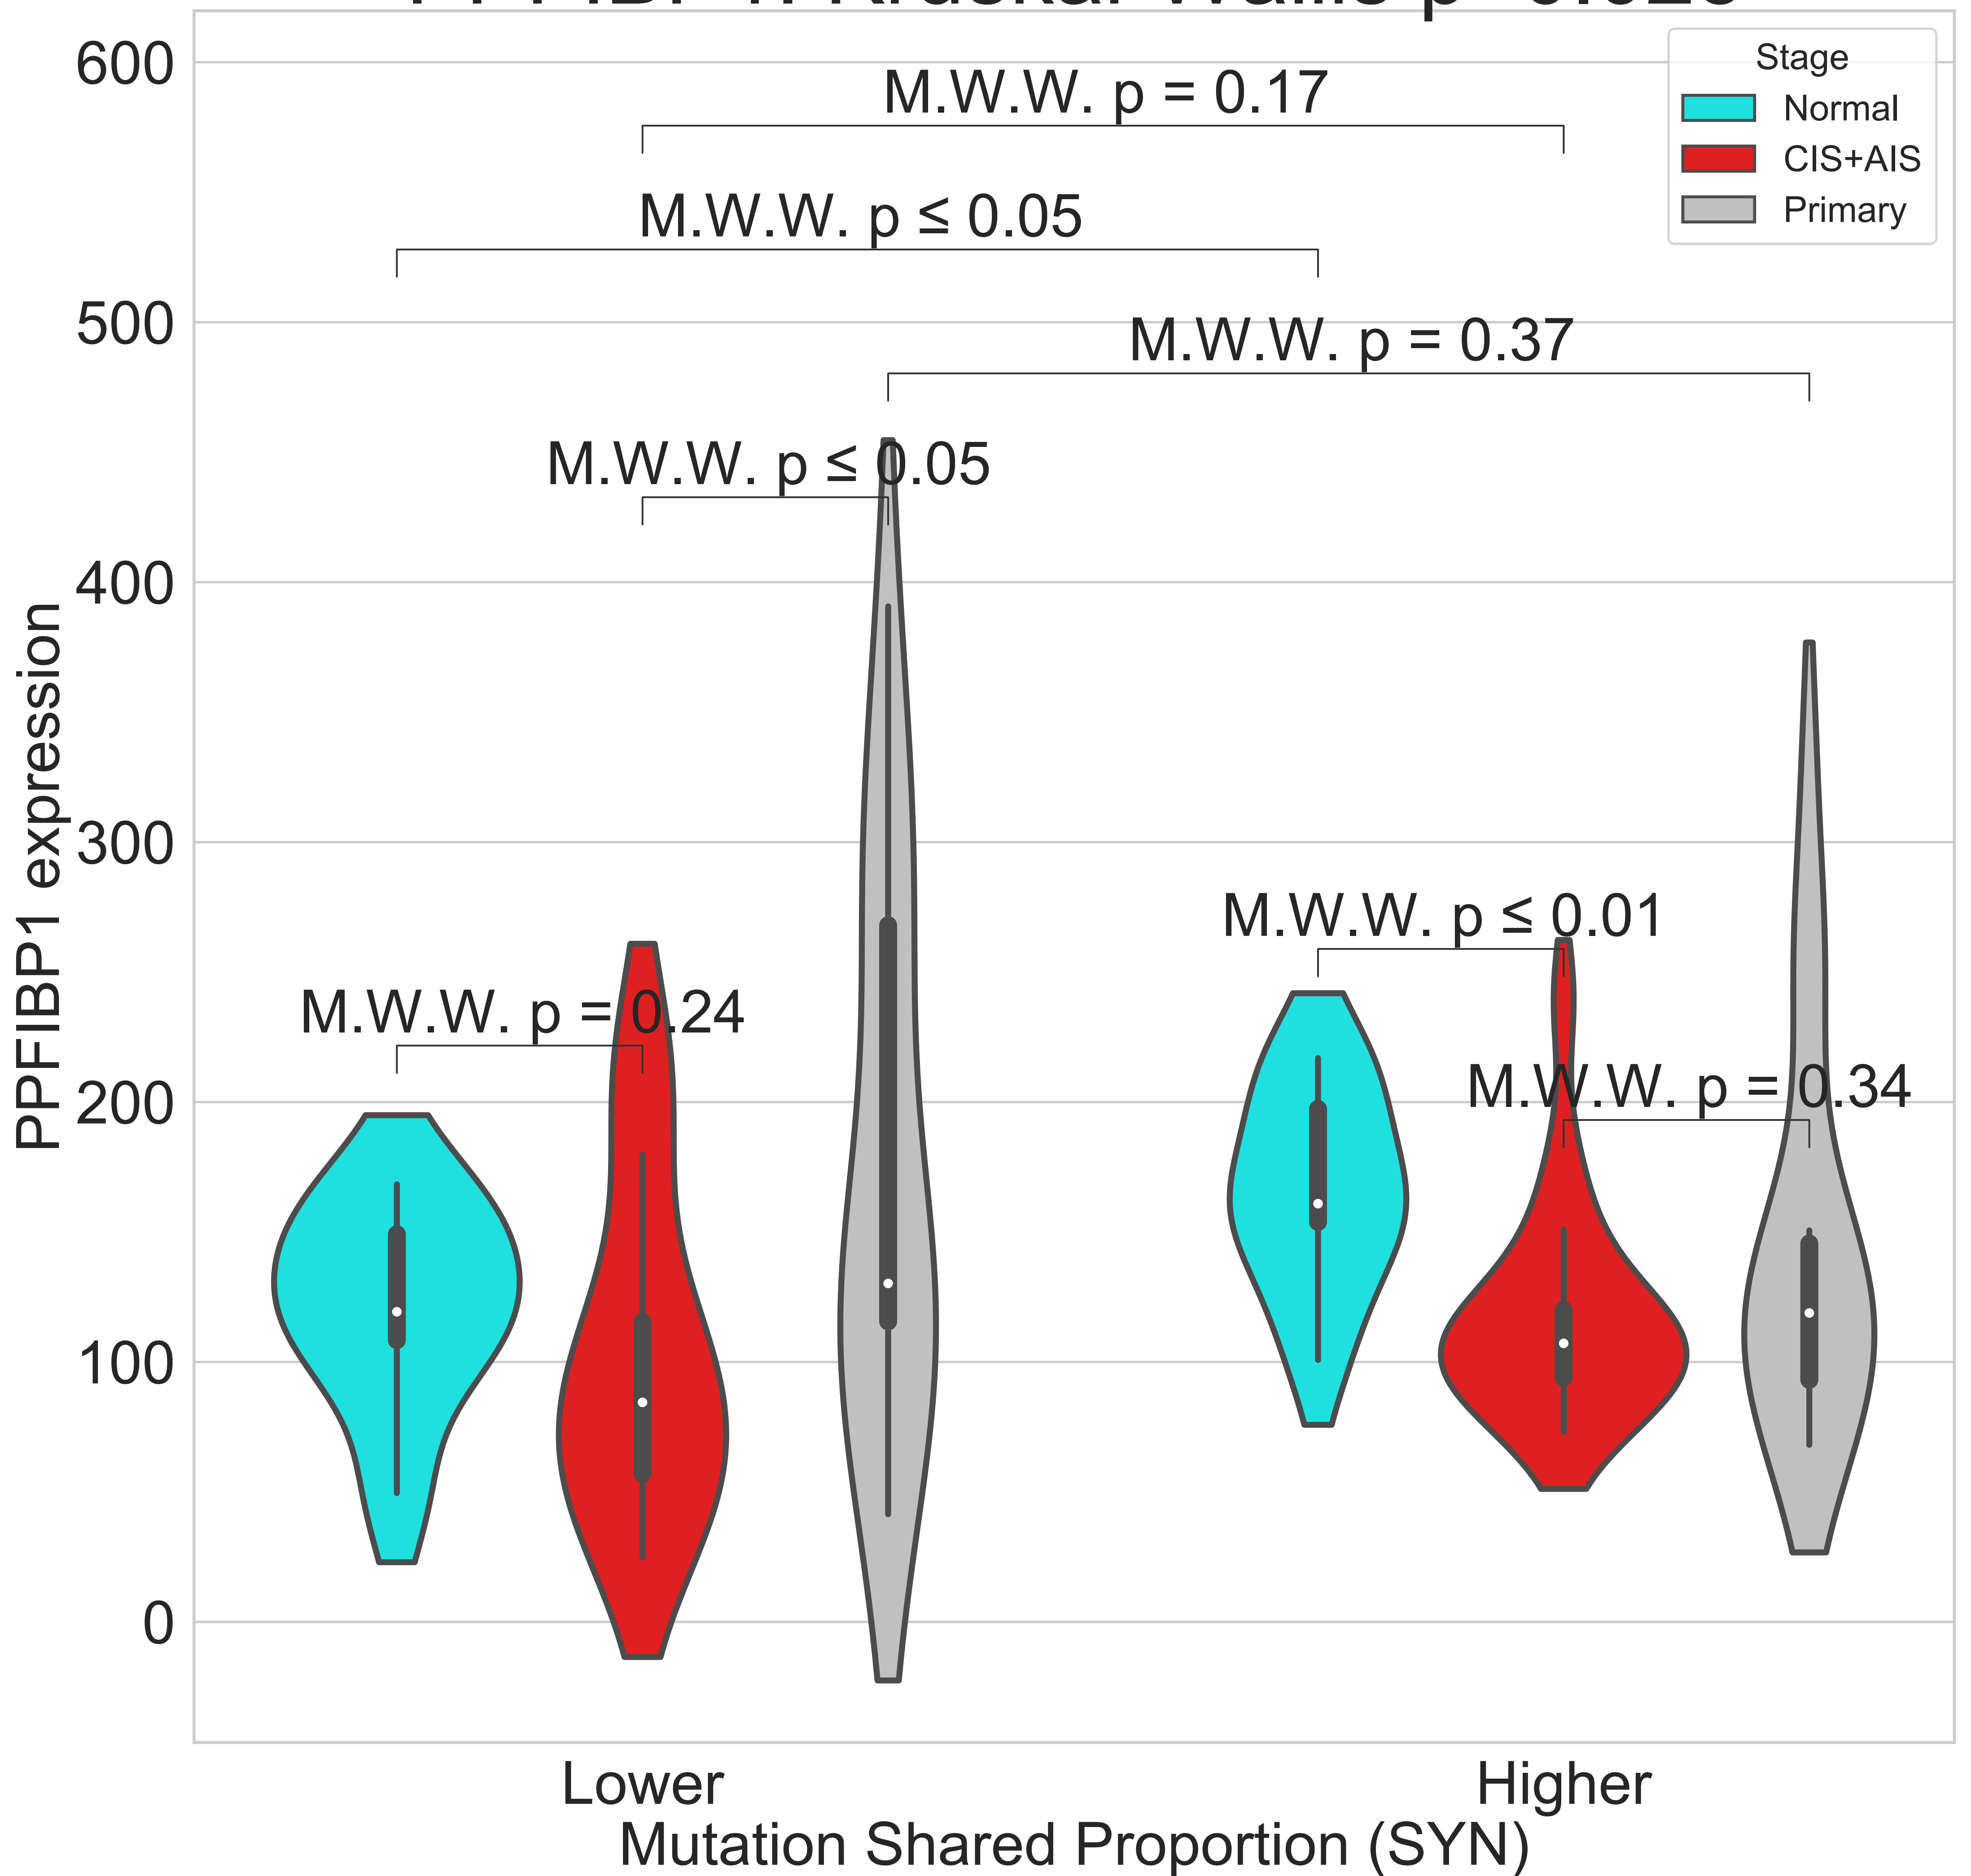 Stage
Normal
CIS+AIS
Primary
M.W.W. p = 0.17
M.W.W. p ≤ 0.05
M.W.W. p = 0.37
M.W.W. p ≤ 0.05
M.W.W. p ≤ 0.01
M.W.W. p = 0.24
M.W.W. p = 0.34
600
500
400
300
200
100
0
PPFIBP1 expression
Lower
Higher
Mutation Shared Proportion (SYN)